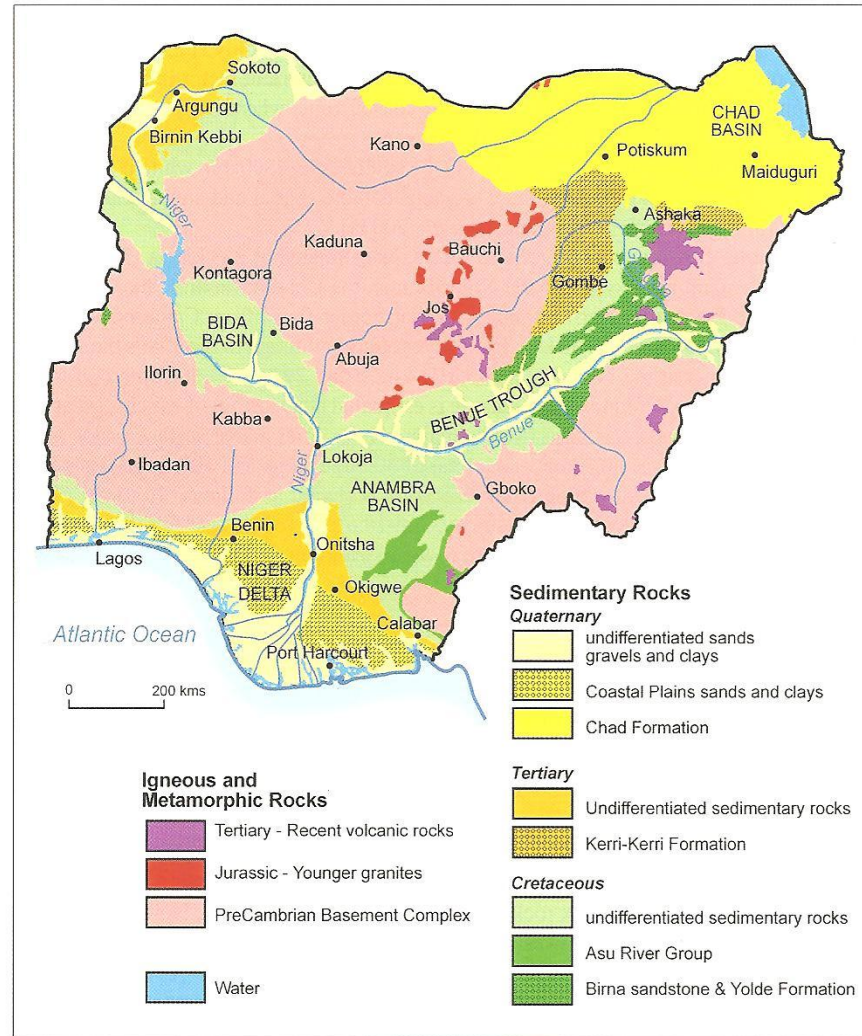 Sokoto
Argungu
Birnin Kebbi
CHAD
BASIN
Kano
Potiskum
Maiduguri
Niger
Ashaka
Kaduna
Bauchi
Kontagora
Gombe
Jos
BIDA
BASIN
Bida
Abuja
Ilorin
BENUE TROUGH
Kabba
Benue
Lokoja
Ibadan
Niger
ANAMBRA
BASIN
Gboko
Benin
Onitsha
Lagos
NIGER
DELTA
Okigwe
Calabar
Atlantic Ocean
Port Harcourt
0 200 kms
Sedimentary Rocks
Quaternary
undifferentiated sands
gravels and clays
Coastal Plains sands and clays
Chad Formation
Tertiary
Undifferentiated sedimentary rocks
Kerri-Kerri Formation
Cretaceous
undifferentiated sedimentary rocks
Asu River Group
Birna sandstone & Yolde Formation
Igneous and
Metamorphic Rocks
Tertiary - Recent volcanic rocks
Jurassic - Younger granites
PreCambrian Basement Complex
Water